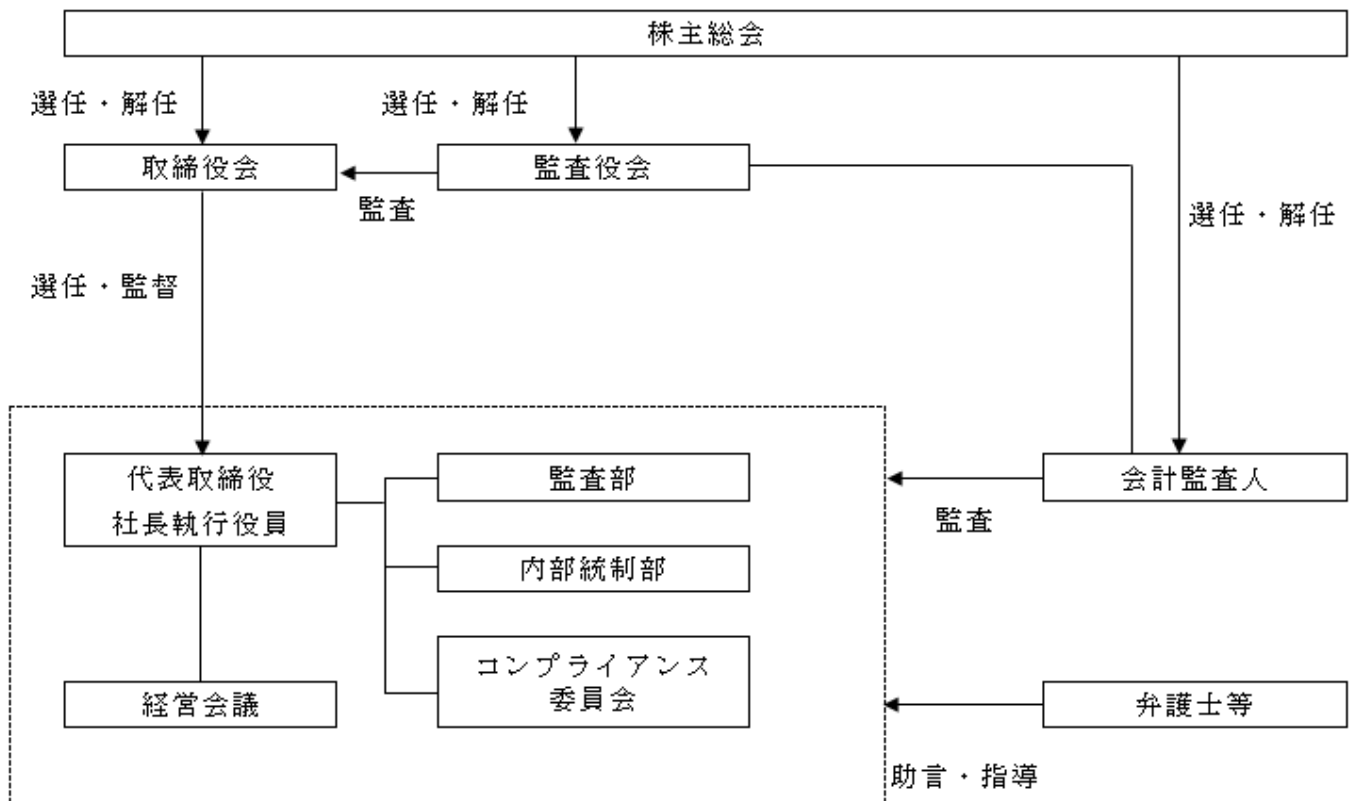 株主総会
選任・解任
選任・解任
取締役会
監査役会
監査
選任・解任
選任・監督
代表取締役
社長執行役員
監査部
会計監査人
監査
内部統制部
コンプライアンス
委員会
経営会議
弁護士等
助言・指導